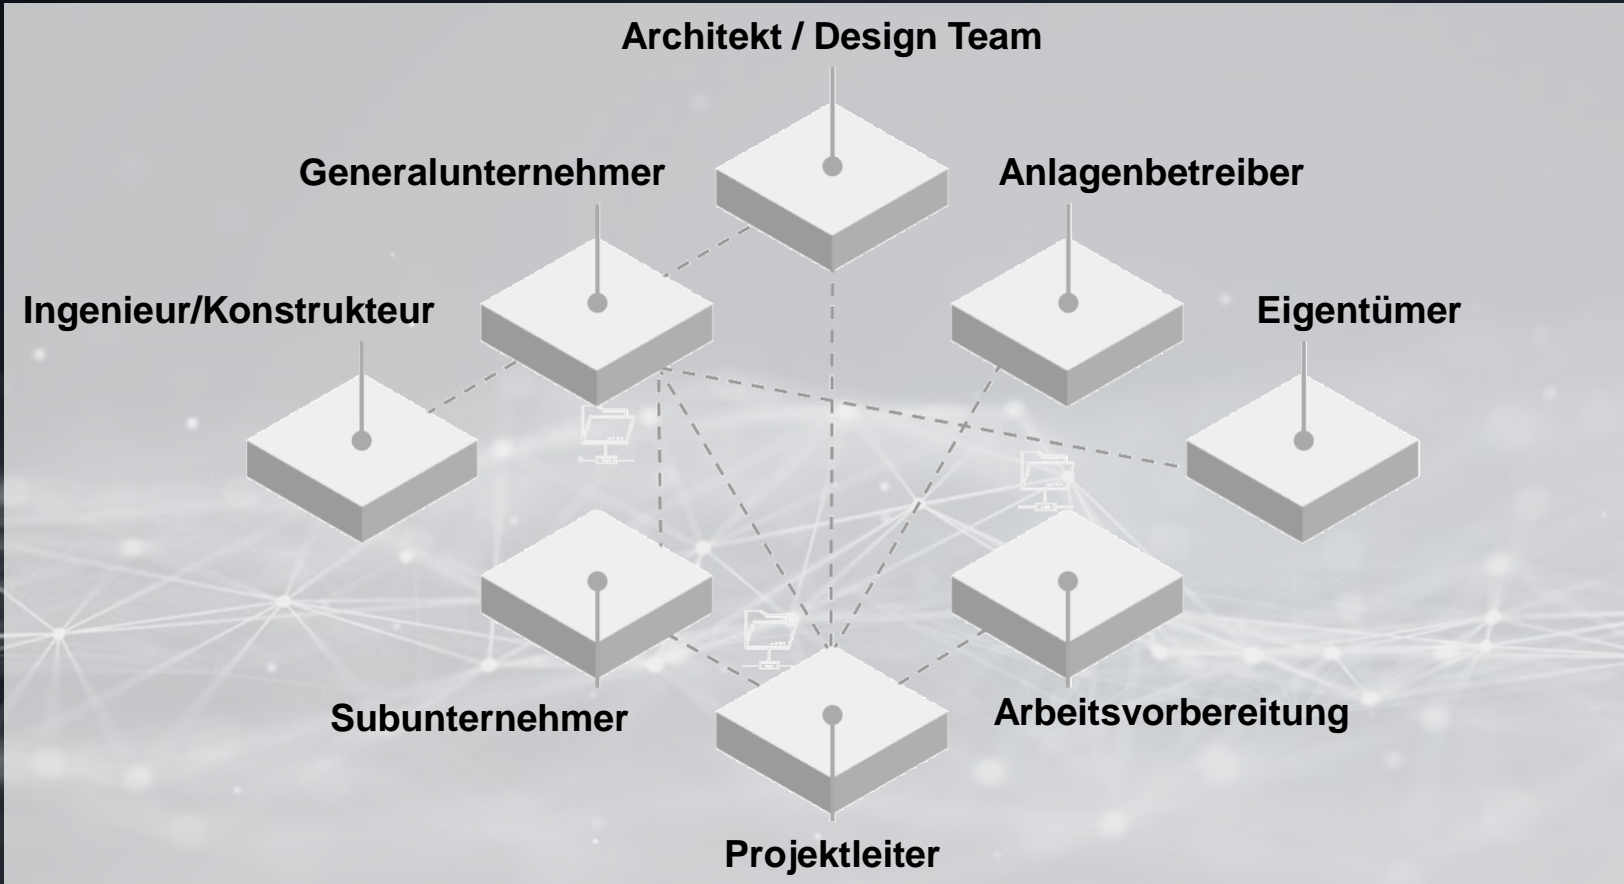 Architekt / Design Team
Generalunternehmer
Anlagenbetreiber
Ingenieur/Konstrukteur
Eigentümer
Subunternehmer
Arbeitsvorbereitung
Projektleiter